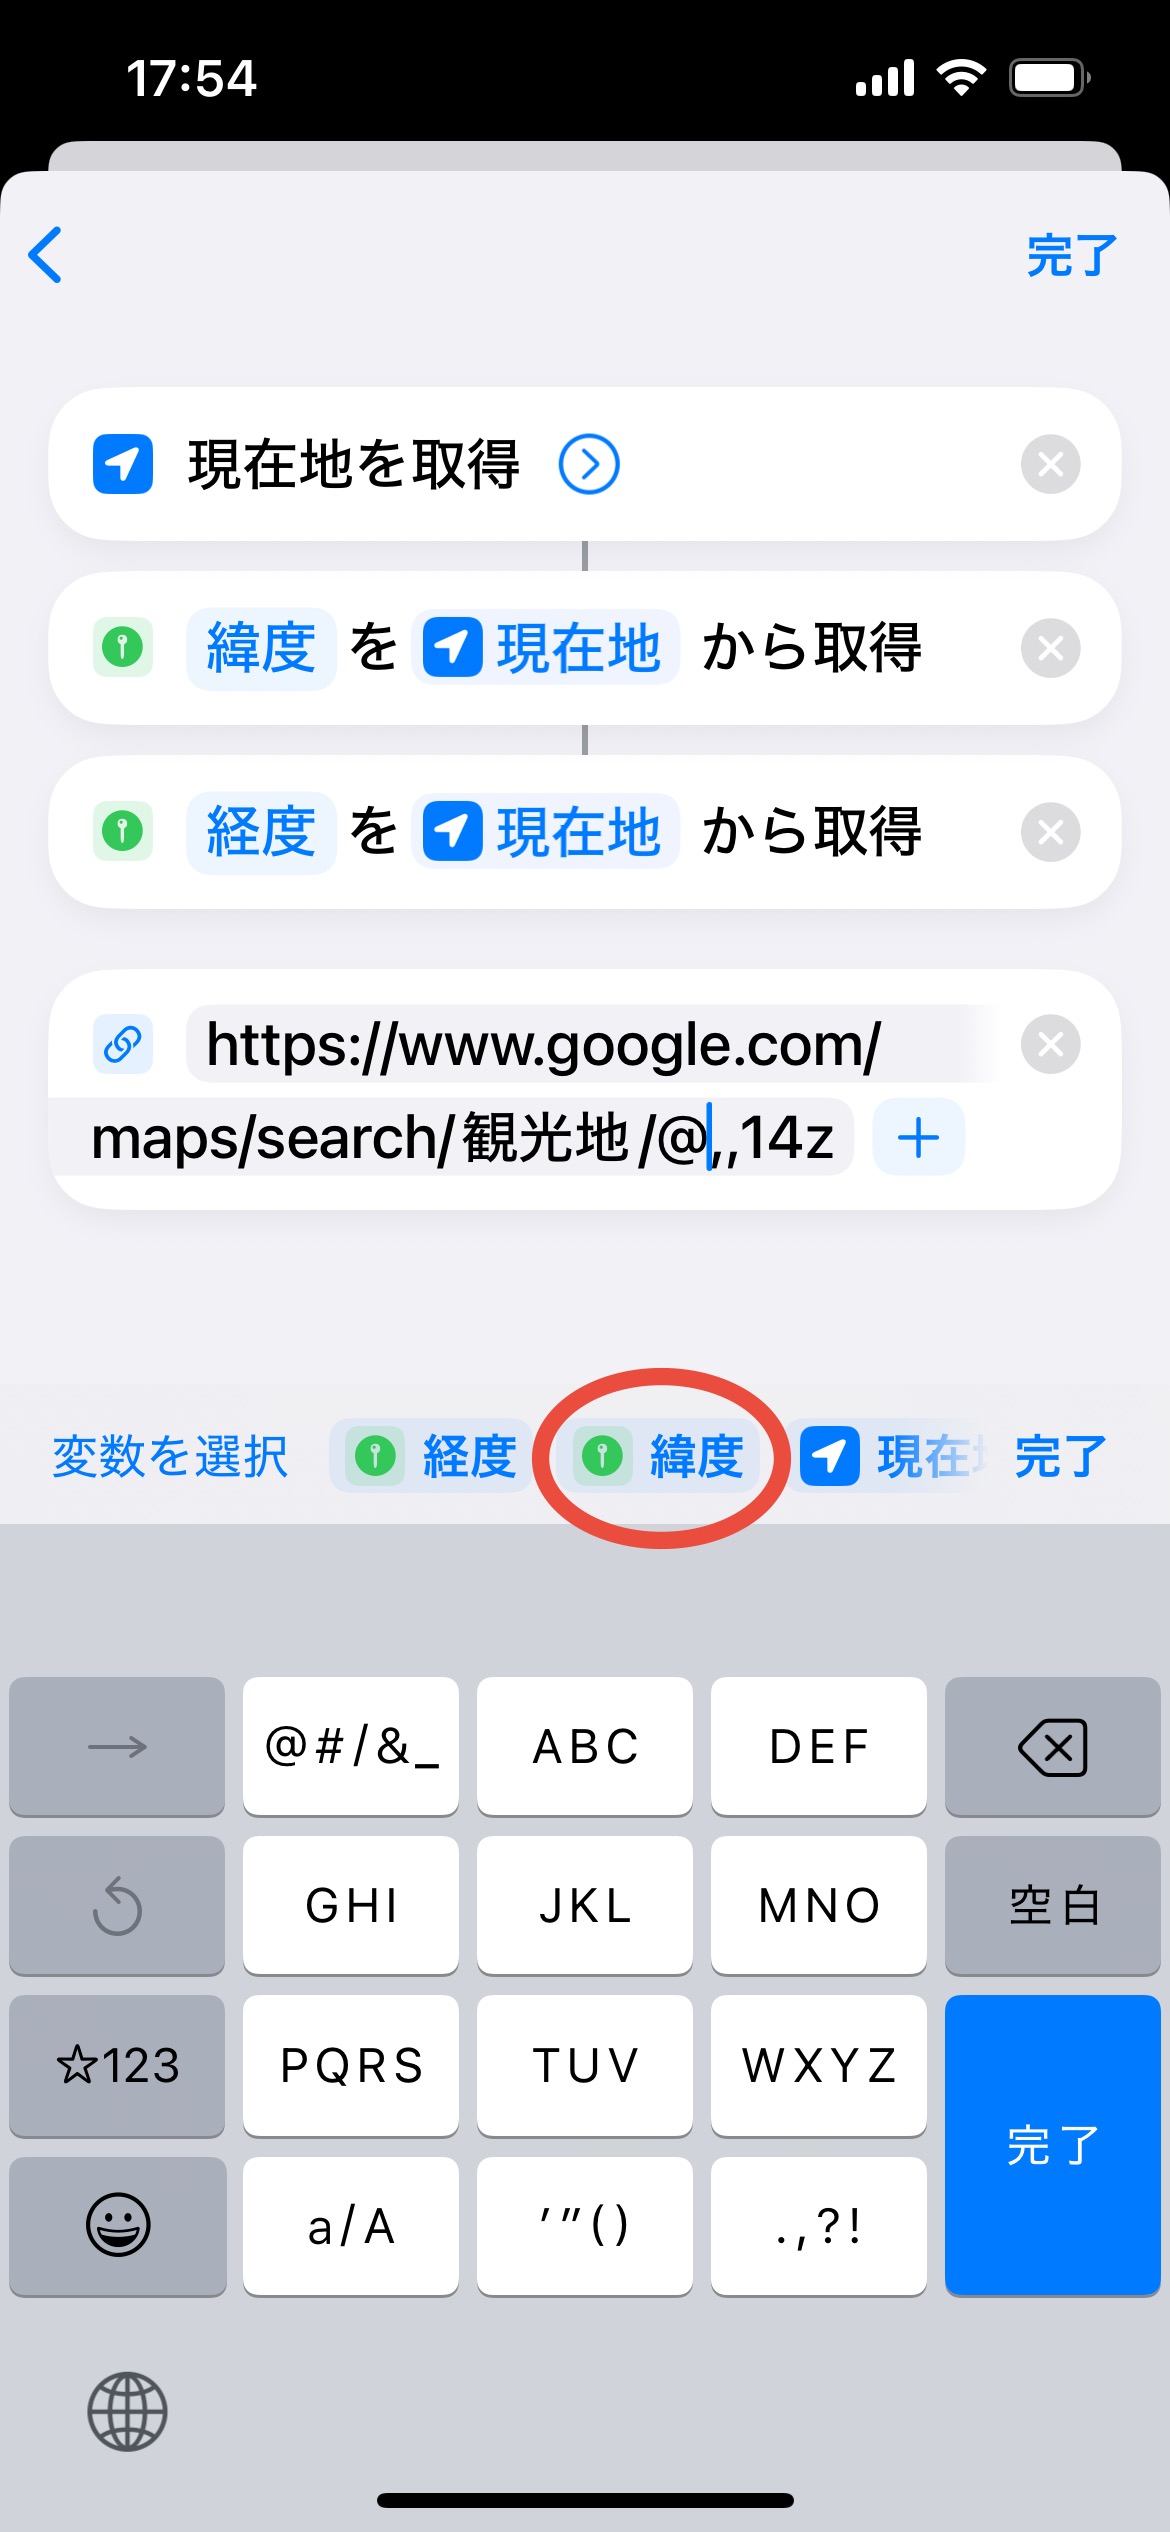 17:54
完了
現在地を取得
緯度 を 現在地 から取得
経度 を 現在地 から取得
https://www.google.com/
maps/search/観光地/@,,14z
変数を選択 経度 緯度 現在 完了
→ @#/&_ ABC DEF
GHI JKL MNO 空白
☆123 PQRS TUV WXYZ
完了
a/A ′″() .,?!